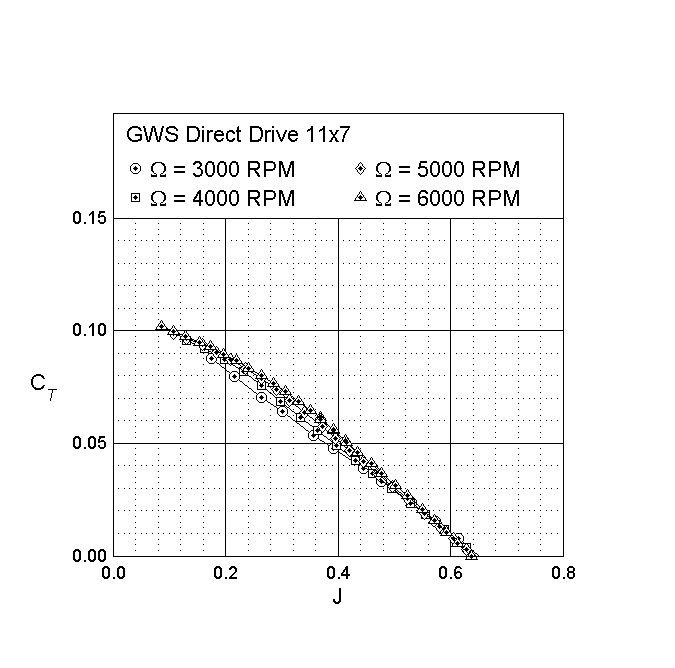 GWS Direct Drive 11x7
Ω = 3000 RPM Ω = 5000 RPM
Ω = 4000 RPM Ω = 6000 RPM
0.15
0.10
C_T
0.05
0.00
0.0 0.2 0.4 0.6 0.8
J